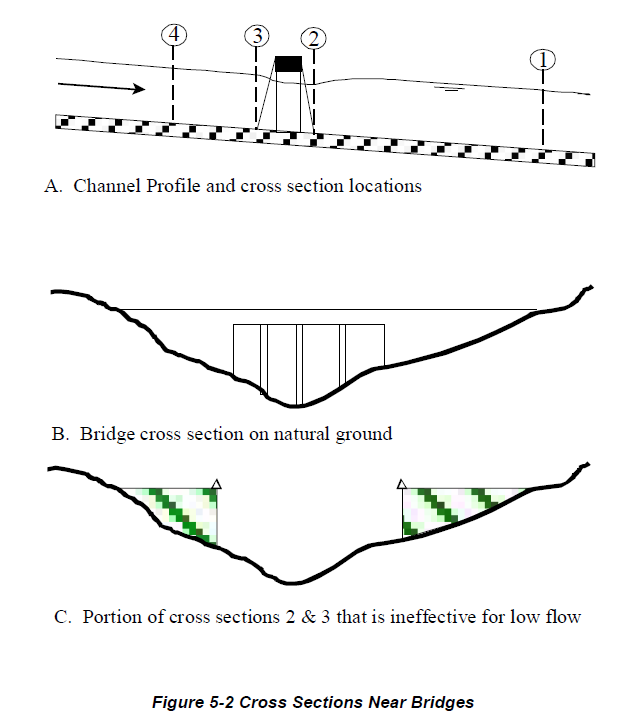 4 3 2 1
A. Channel Profile and cross section locations
B. Bridge cross section on natural ground
C. Portion of cross sections 2 & 3 that is ineffective for low flow
Figure 5-2 Cross Sections Near Bridges